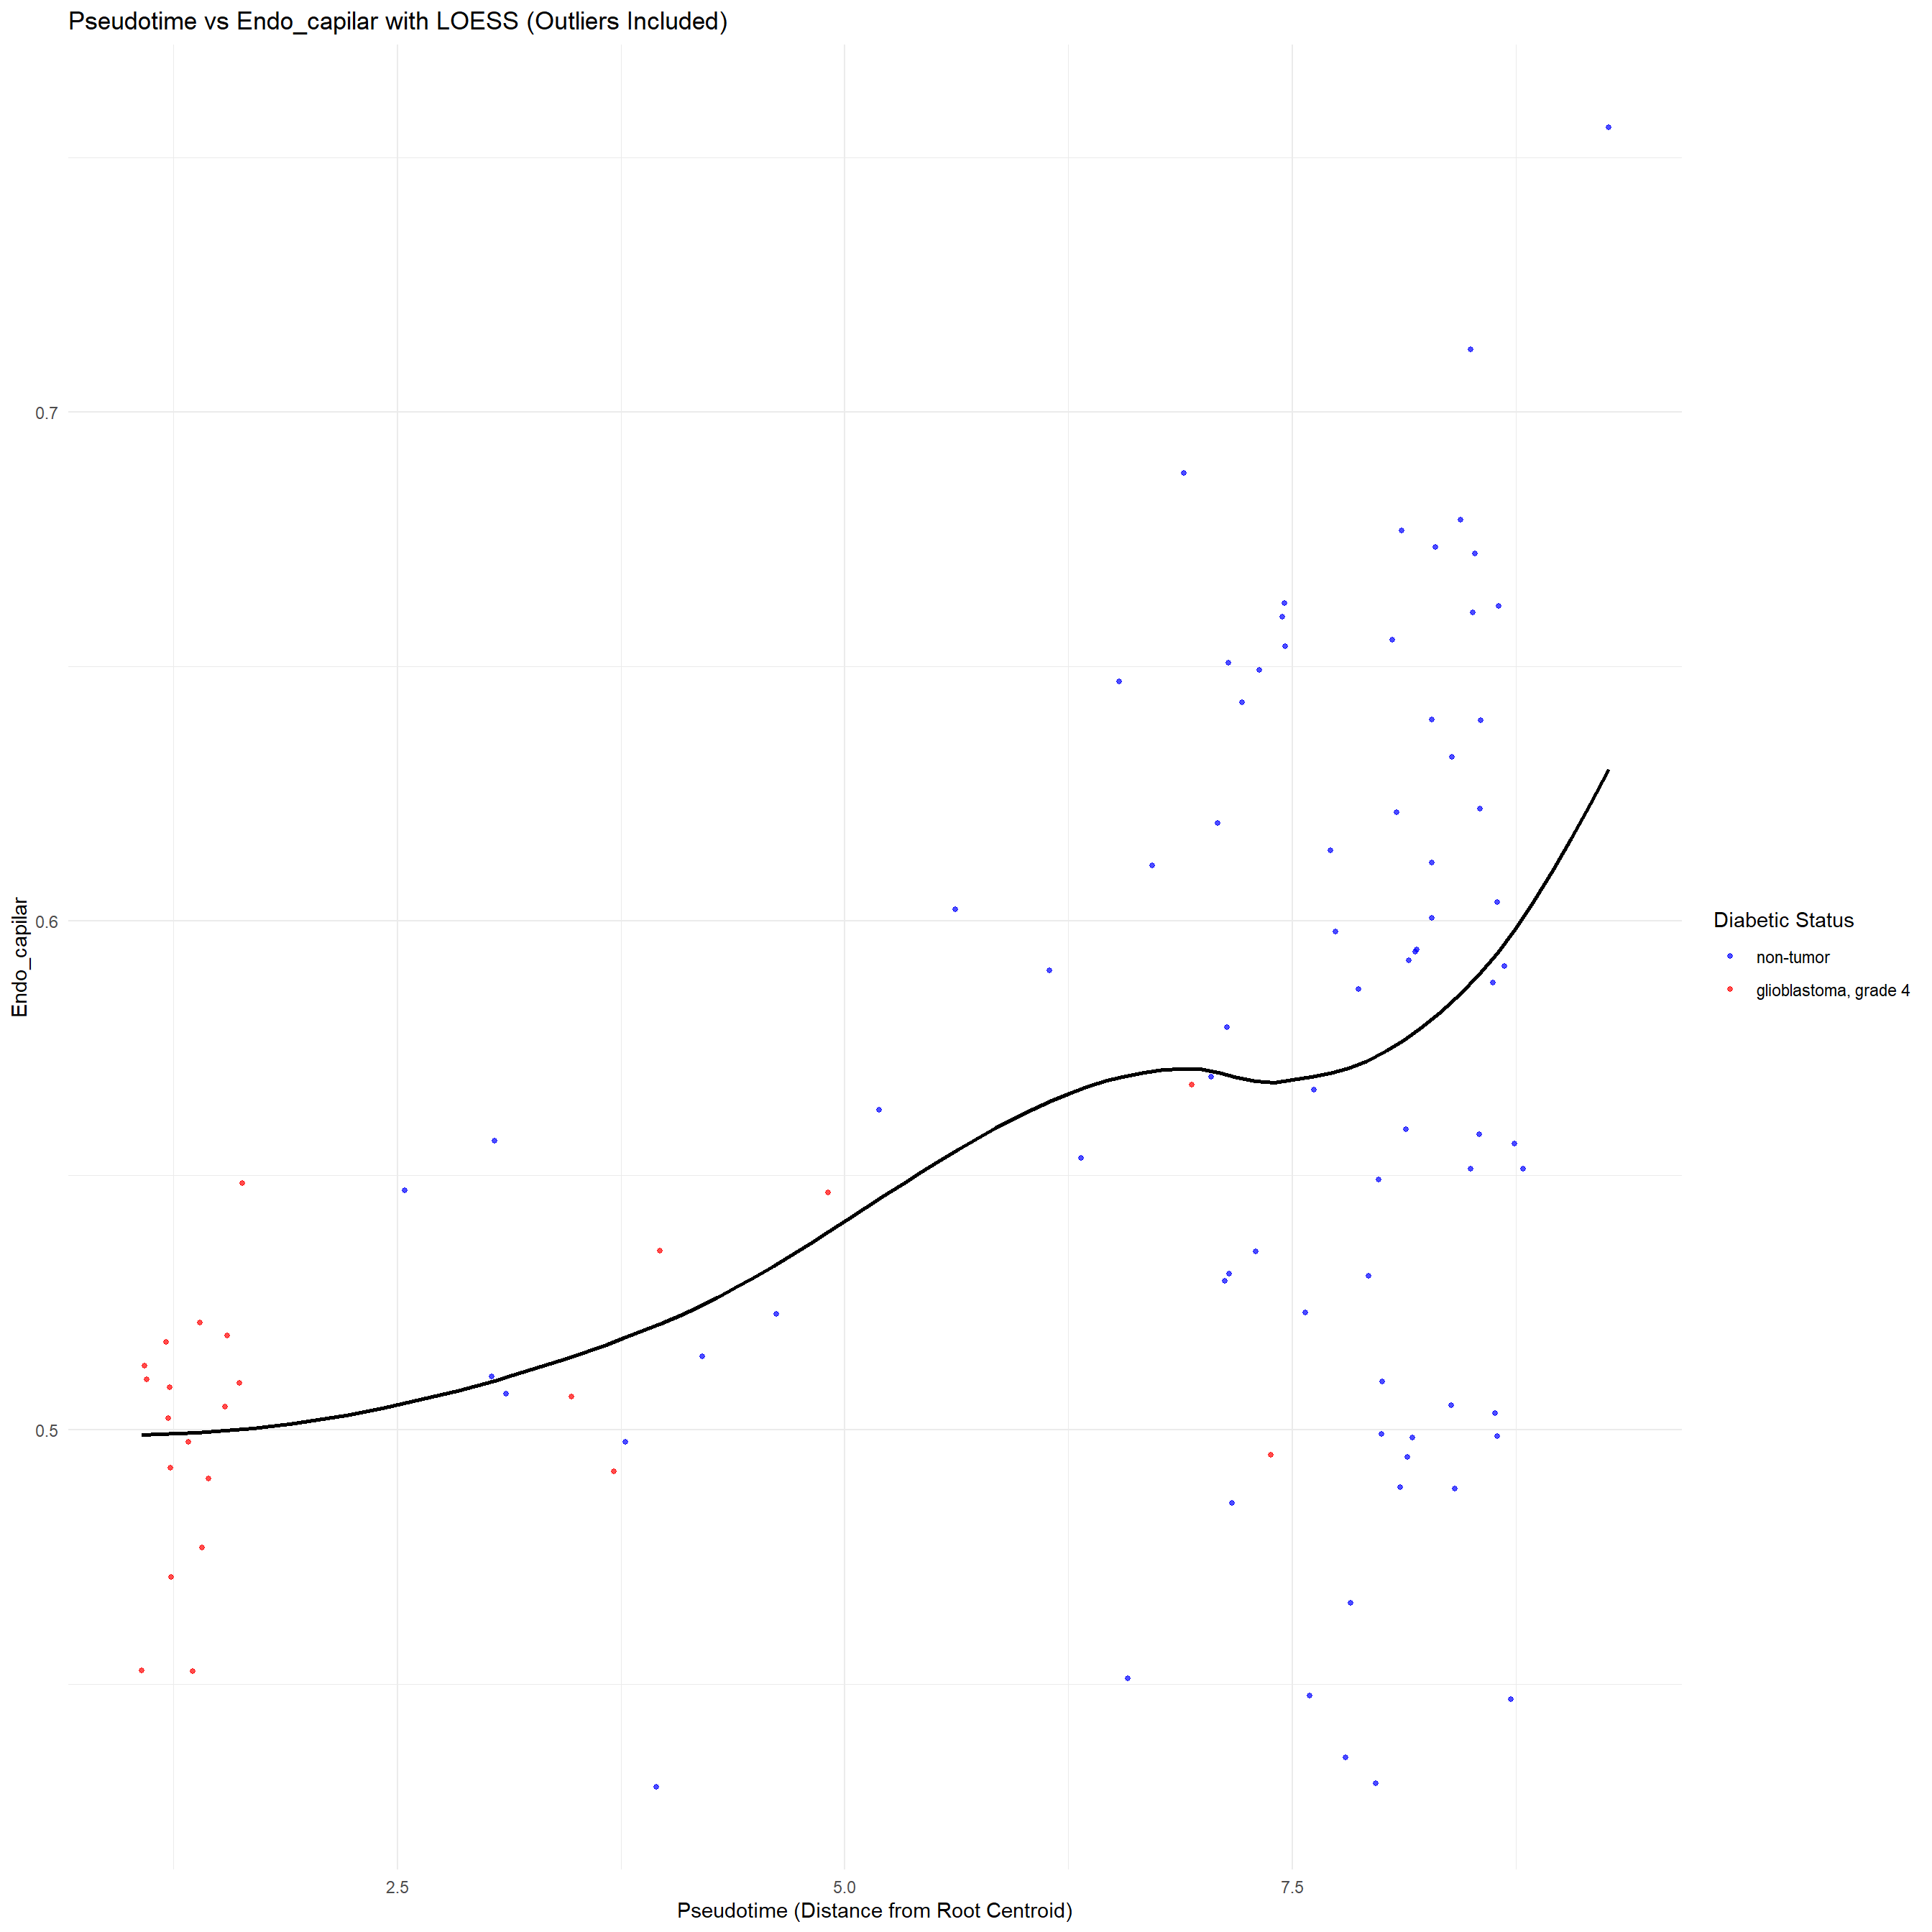 Pseudotime vs Endo_capilar with LOESS (Outliers Included)
0.7
0.6
0.5
Endo_capilar
2.5
5.0
7.5
Pseudotime (Distance from Root Centroid)
Diabetic Status
non-tumor
glioblastoma, grade 4